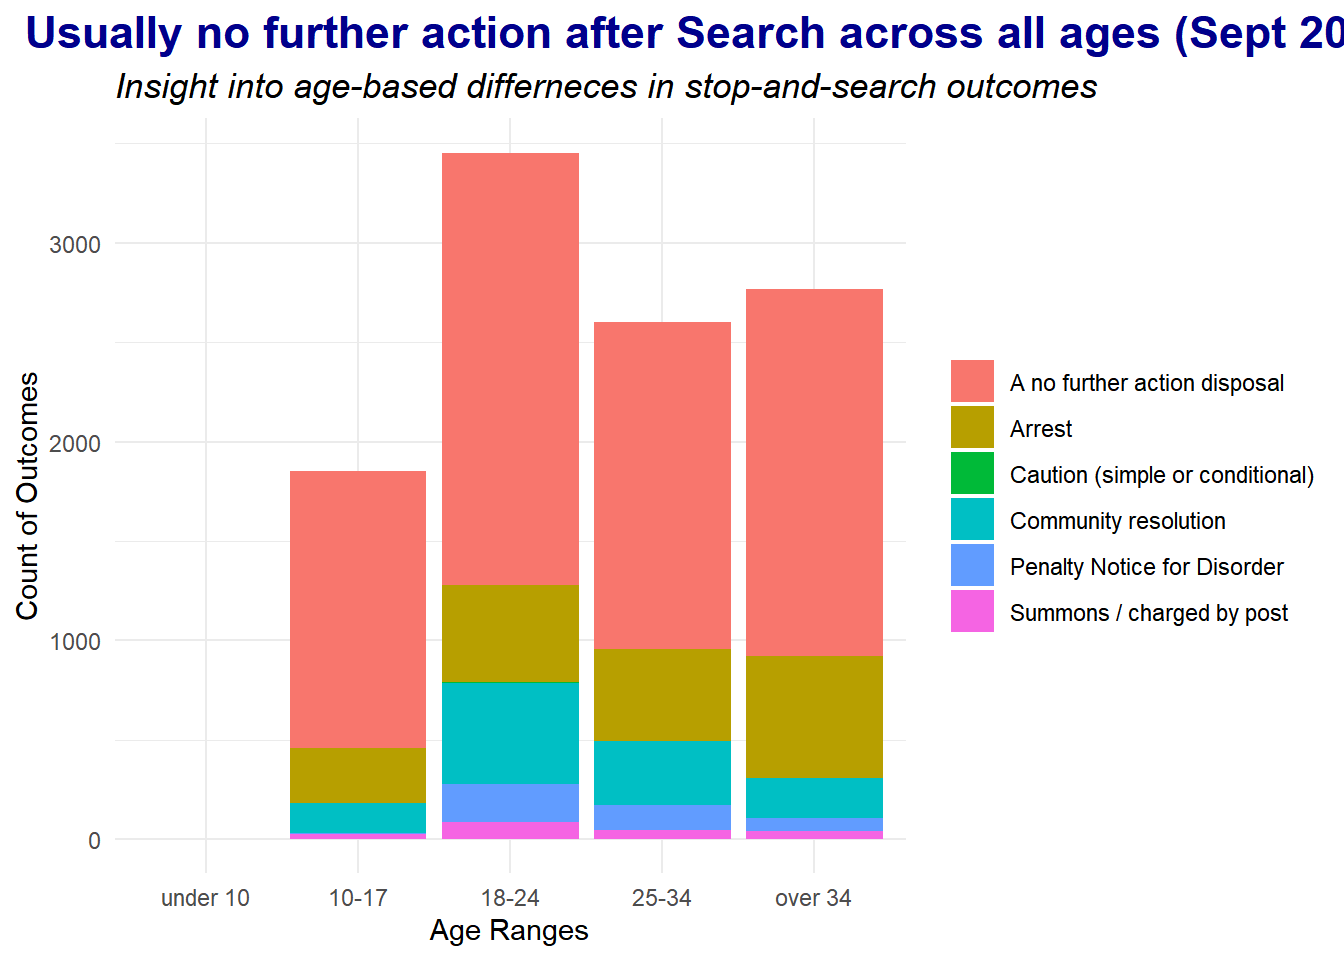 Usually no further action after Search across all ages (Sept 20
Insight into age-based differneces in stop-and-search outcomes
Count of Outcomes
3000
2000
1000
0
under 10
10-17
18-24
25-34
over 34
Age Ranges
A no further action disposal
Arrest
Caution (simple or conditional)
Community resolution
Penalty Notice for Disorder
Summons / charged by post